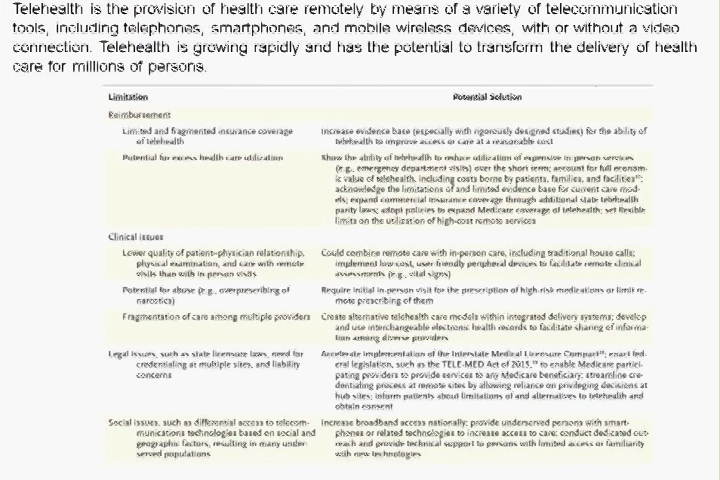 Telehealth is the provision of health care remotely by means of a variety of telecommunication
tools, including telephones, smartphones, and mobile wireless devices, with or without a video
connection. Telehealth is growing rapidly and has the potential to transform the delivery of health
care for millions of persons.
Limitation Potential Solution
Reimbursement
Limited and fragmented insurance coverage
of telehealth
Increase evidence base (especially with rigorously designed studies) for the ability of
telehealth to improve access or care at a reasonable cost
Potential for excess health care utilization
Show the ability of telehealth to reduce utilization of expensive in-person services
(e.g., emergency department visits) over the short term; account for full econom-
ic value of telehealth, including costs borne by patients, families, and facilities;
acknowledge the limitations of and limited evidence base for current care mod-
els; expand commercial insurance coverage through additional state telehealth
parity laws; adopt policies to expand Medicare coverage of telehealth; set flexible
limits on the utilization of high-cost remote services
Clinical issues
Lower quality of patient–physician relationship,
physical examination, and care with remote
visits than with in-person visits
Could combine remote care with in-person care, including traditional house calls;
implement low-cost, user-friendly peripheral devices to facilitate remote clinical
assessments (e.g., vital signs)
Potential for abuse (e.g., overprescribing of
narcotics)
Require initial in-person visit for the prescription of high-risk medications or limit re-
mote prescribing of them
Fragmentation of care among multiple providers
Create alternative telehealth care models within integrated delivery systems; develop
and use interchangeable electronic health records to facilitate sharing of informa-
tion among diverse providers
Legal issues, such as state licensure laws, need for
credentialing at multiple sites, and liability
concerns
Accelerate implementation of the Interstate Medical Licensure Compact; enact fed-
eral legislation, such as the TELE-MED Act of 2015, to enable Medicare partici-
pating providers to provide services to any Medicare beneficiary; streamline cre-
dentialing process at remote sites by allowing reliance on privileging decisions at
hub sites; inform patients about limitations of and alternatives to telehealth and
obtain consent
Social issues, such as differential access to telecom-
munications technologies based on social and
geographic factors, resulting in many under-
served populations
Increase broadband access nationally; provide underserved persons with smart-
phones or related technologies to increase access to care; conduct dedicated out-
reach and provide technical support to persons with limited access or familiarity
with new technologies